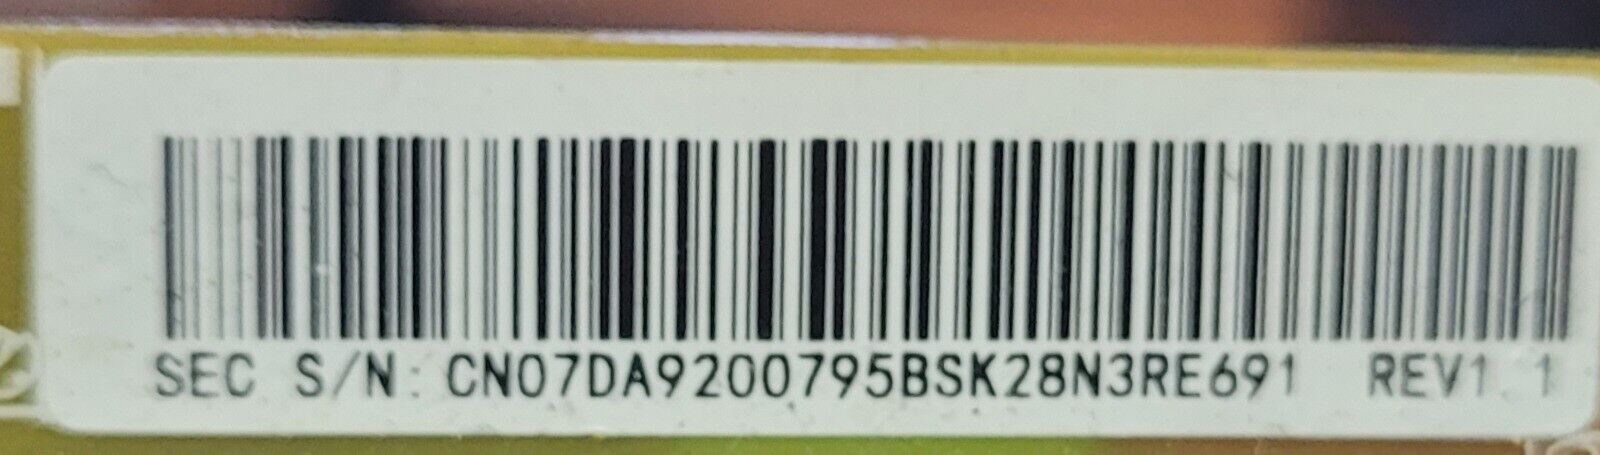 SEC S/N: CN07DA9200795BSK28N3RE691 REV1.1